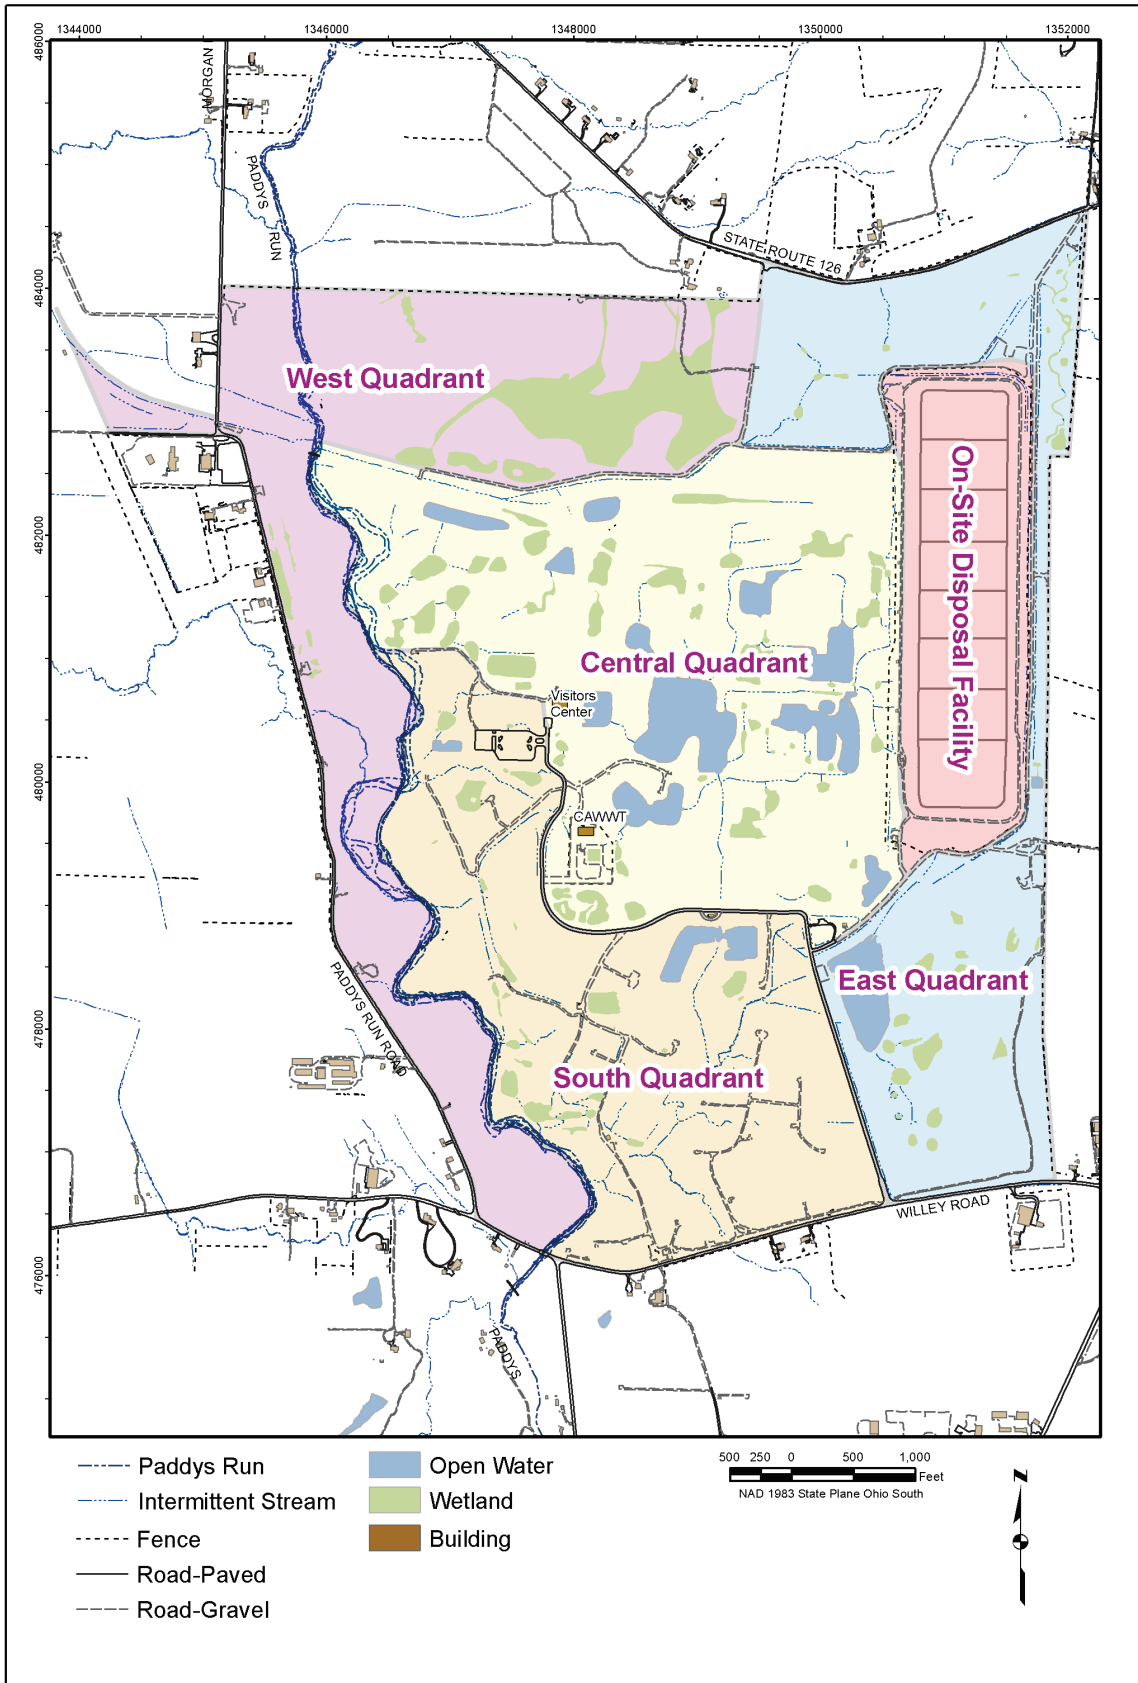 1344000
1346000
1348000
1350000
1352000
486000
484000
482000
480000
478000
476000
MORGAN
PADDYS
RUN
STATE ROUTE 126
West Quadrant
On-Site Disposal Facility
Central Quadrant
Visitors
Center
CAWWT
East Quadrant
PADDYS RUN ROAD
South Quadrant
WILLEY ROAD
PADDYS
Paddys Run
Intermittent Stream
Fence
Road-Paved
Road-Gravel
Open Water
Wetland
Building
500 250 0 500 1,000
Feet
NAD 1983 State Plane Ohio South
N